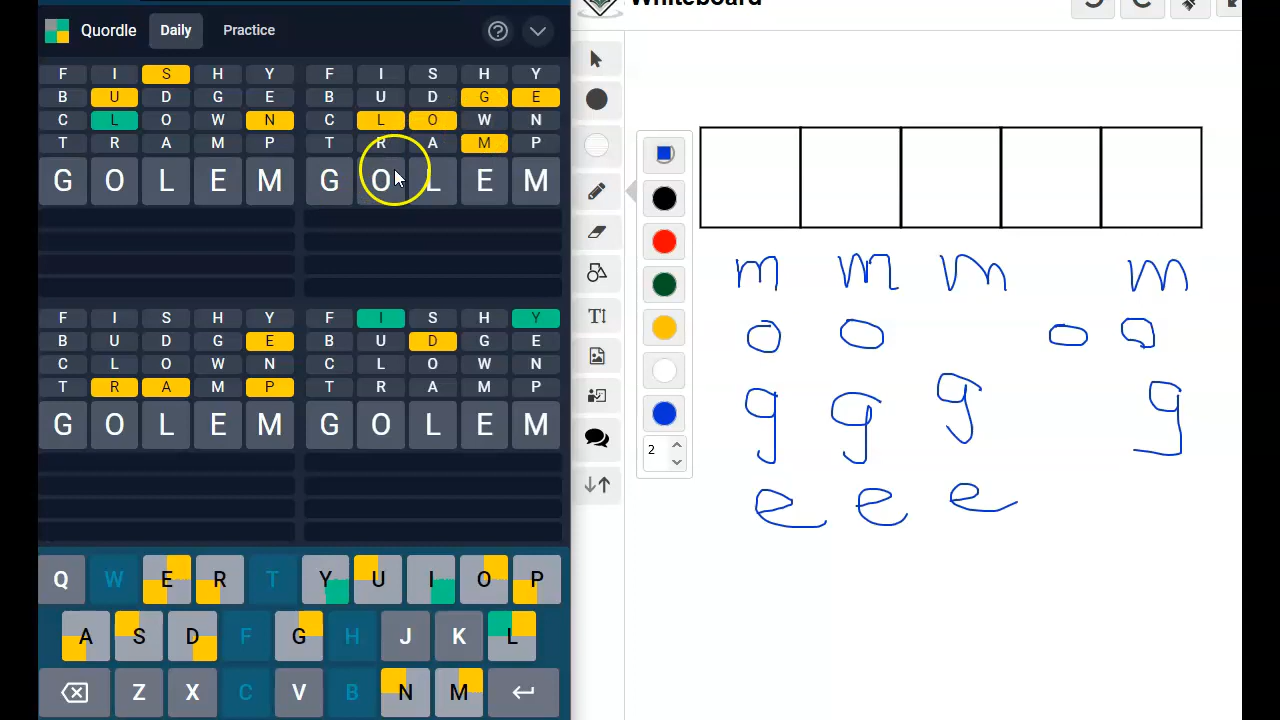 Whiteboard
Quordle Daily Practice ?
F I S H Y F I S H Y
B U D G E B U D G E
C L O W N C L O W N
T R A M P T R A M P
G O L E M G O L E M
F I S H Y F I S H Y
B U D G E B U D G E
C L O W N C L O W N
T R A M P T R A M P
G O L E M G O L E M
Q W E R T Y U I O P
A S D F G H J K L
Z X C V B N M
T
2
m m m m
o o o o
g g g g
e e e